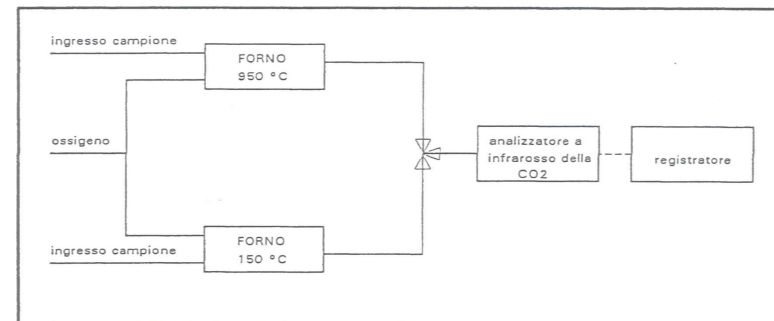 ingresso campione
FORNO
950 °C
ossigeno
analizzatore a
infrarosso della
CO2
registratore
ingresso campione
FORNO
150 °C